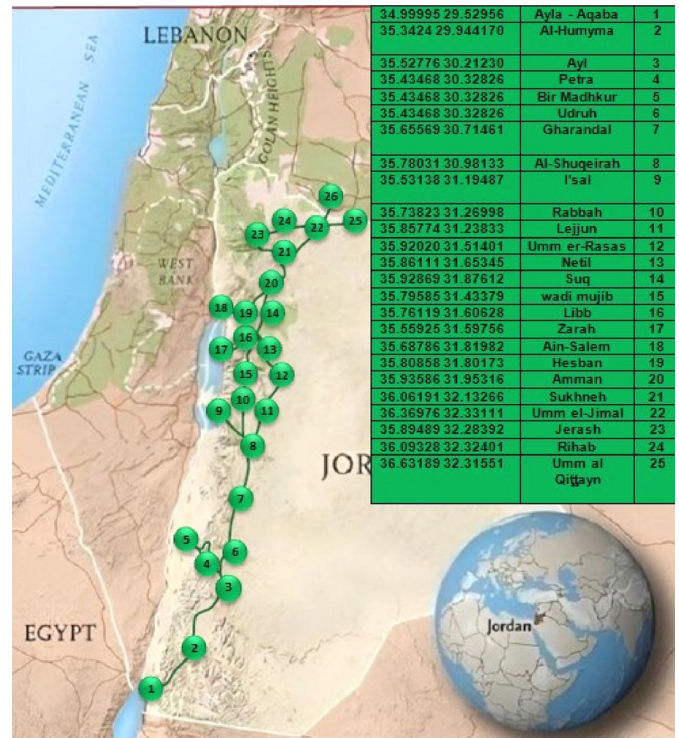 LEBANON
MEDITERRANEAN SEA
GOLAN HEIGHTS
WEST
BANK
GAZA
STRIP
JOR
EGYPT
Jordan
26
24
25
23
22
21
20
18
19
14
16
17
13
15
12
10
9
11
8
7
5
6
4
3
2
1
34.99995 29.52956 Ayla - Aqaba 1
35.3424 29.944170 Al-Humyma 2
35.52776 30.21230 Ayl 3
35.43468 30.32826 Petra 4
35.43468 30.32826 Bir Madhkur 5
35.43468 30.32826 Udruh 6
35.65569 30.71461 Gharandal 7
35.78031 30.98133 Al-Shuqeirah 8
35.53138 31.19487 I'sal 9
35.73823 31.26998 Rabbah 10
35.85774 31.23833 Lejjun 11
35.92020 31.51401 Umm er-Rasas 12
35.86111 31.65345 Netil 13
35.92869 31.87612 Suq 14
35.79585 31.43379 wadi mujib 15
35.76119 31.60628 Libb 16
35.55925 31.59756 Zarah 17
35.68786 31.81982 Ain-Salem 18
35.80858 31.80173 Hesban 19
35.93586 31.95316 Amman 20
36.06191 32.13266 Sukhneh 21
36.36976 32.33111 Umm el-Jimal 22
35.89489 32.28392 Jerash 23
36.09328 32.32401 Rihab 24
36.63189 32.31551 Umm al 25
Qittayn